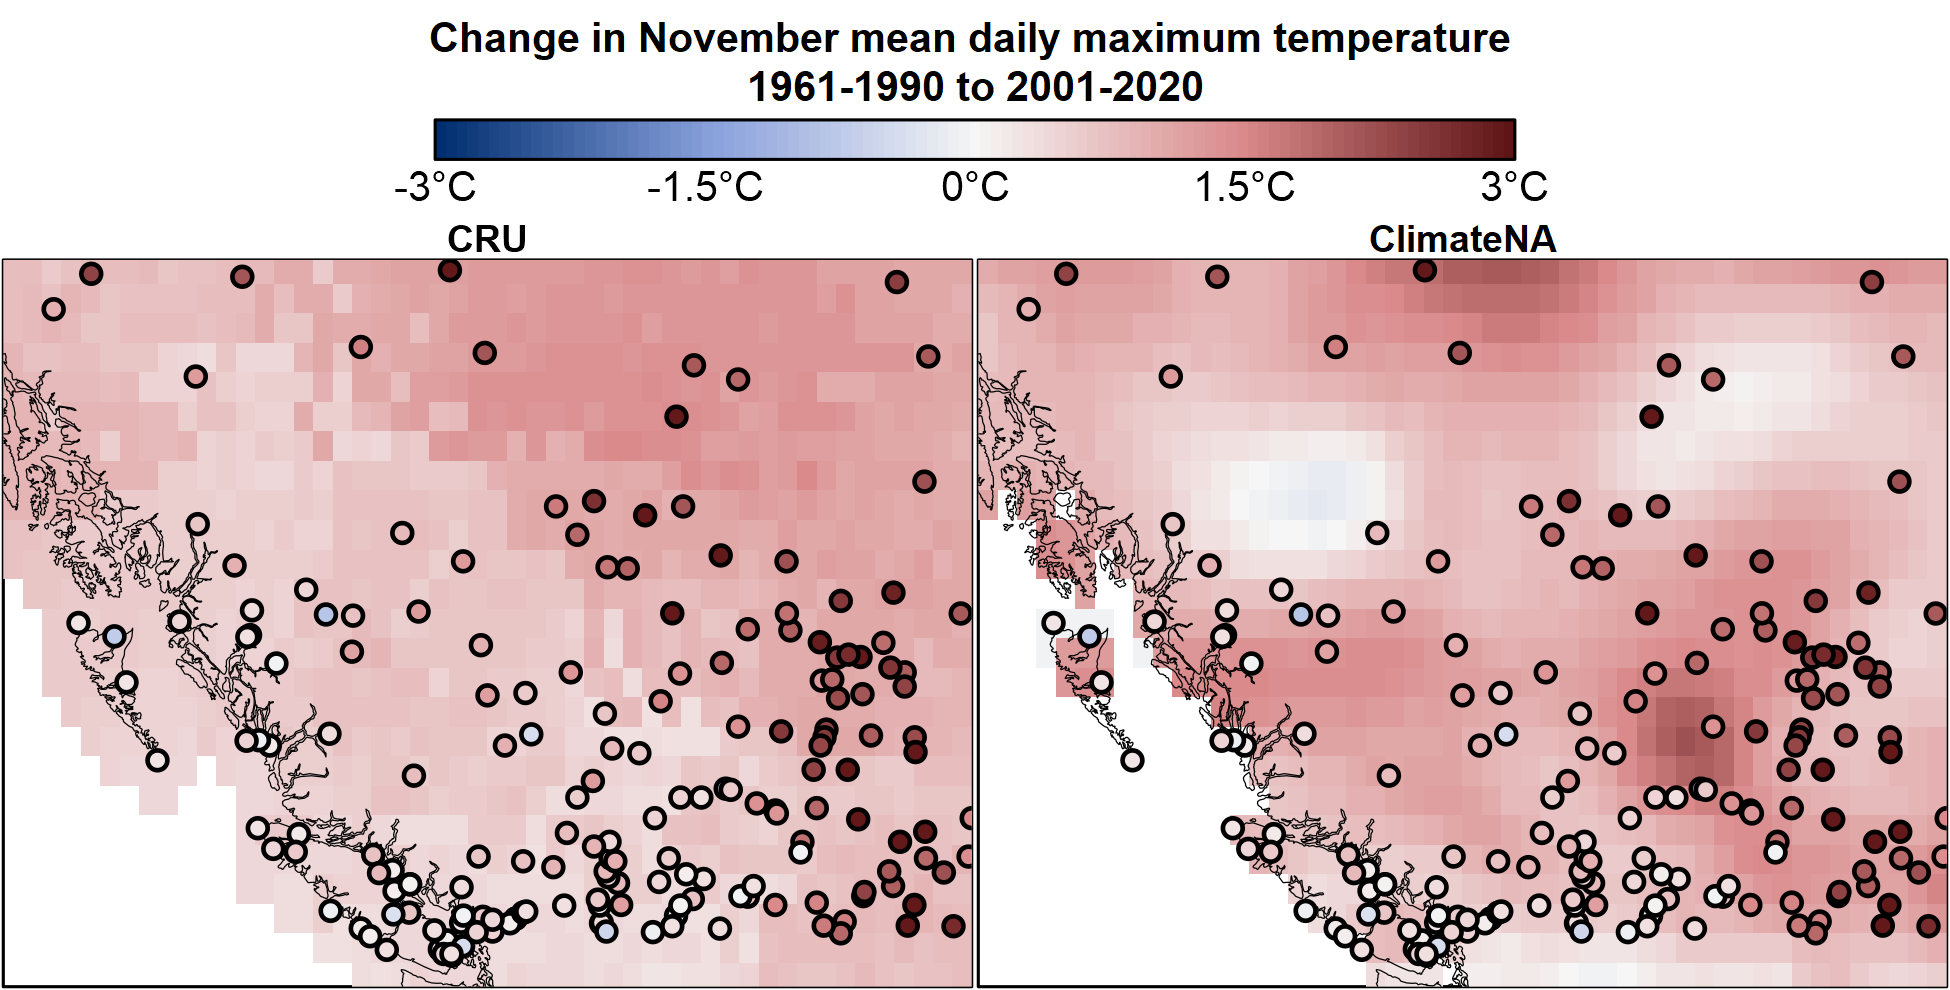 Change in November mean daily maximum temperature
1961-1990 to 2001-2020
-3°C -1.5°C 0°C 1.5°C 3°C
CRU ClimateNA